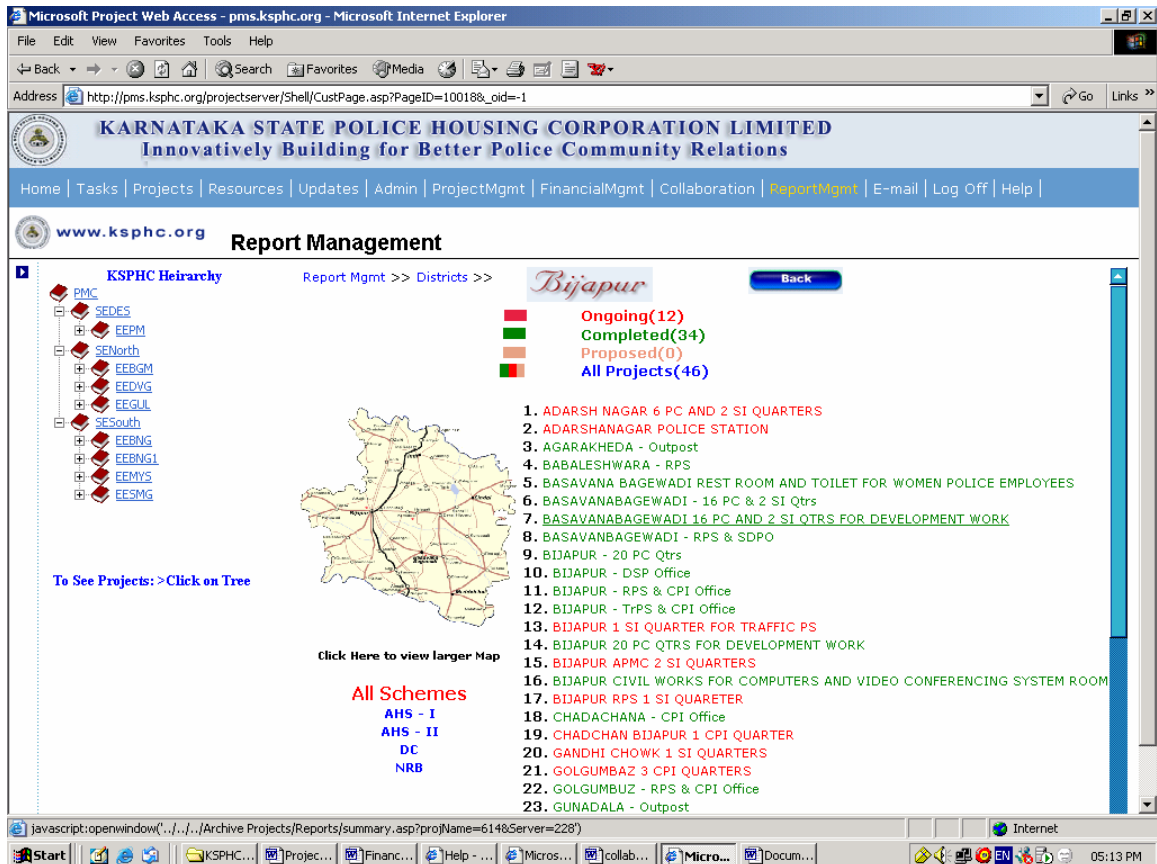 Microsoft Project Web Access - pms.ksphc.org - Microsoft Internet Explorer
File Edit View Favorites Tools Help
Back Search Favorites Media
Address http://pms.ksphc.org/projectserver/Shell/CustPage.asp?PageID=10018&_oid=-1 Go Links »
KARNATAKA STATE POLICE HOUSING CORPORATION LIMITED
Innovatively Building for Better Police Community Relations
Home | Tasks | Projects | Resources | Updates | Admin | ProjectMgmt | FinancialMgmt | Collaboration | ReportMgmt | E-mail | Log Off | Help |
www.ksphc.org Report Management
KSPHC Heirarchy
PMC
SEDES
EEPM
SENorth
EEBGM
EEDVG
EEGUL
SESouth
EEBNG
EEBNG1
EEMYS
EESMG
To See Projects: >Click on Tree
Report Mgmt >> Districts >> Bijapur Back
Ongoing(12)
Completed(34)
Proposed(0)
All Projects(46)
Click Here to view larger Map
All Schemes
AHS - I
AHS - II
DC
NRB
1. ADARSH NAGAR 6 PC AND 2 SI QUARTERS
2. ADARSHANAGAR POLICE STATION
3. AGARAKHEDA - Outpost
4. BABALESHWARA - RPS
5. BASAVANA BAGEWADI REST ROOM AND TOILET FOR WOMEN POLICE EMPLOYEES
6. BASAVANABAGEWADI - 16 PC & 2 SI Qtrs
7. BASAVANABAGEWADI 16 PC AND 2 SI QTRS FOR DEVELOPMENT WORK
8. BASAVANBAGEWADI - RPS & SDPO
9. BIJAPUR - 20 PC Qtrs
10. BIJAPUR - DSP Office
11. BIJAPUR - RPS & CPI Office
12. BIJAPUR - TrPS & CPI Office
13. BIJAPUR 1 SI QUARTER FOR TRAFFIC PS
14. BIJAPUR 20 PC QTRS FOR DEVELOPMENT WORK
15. BIJAPUR APMC 2 SI QUARTERS
16. BIJAPUR CIVIL WORKS FOR COMPUTERS AND VIDEO CONFERENCING SYSTEM ROOM
17. BIJAPUR RPS 1 SI QUARETER
18. CHADACHANA - CPI Office
19. CHADCHAN BIJAPUR 1 CPI QUARTER
20. GANDHI CHOWK 1 SI QUARTERS
21. GOLGUMBAZ 3 CPI QUARTERS
22. GOLGUMBUZ - RPS & CPI Office
23. GUNADALA - Outpost
javascript:openwindow('../../../Archive Projects/Reports/summary.asp?projName=614&Server=228') Internet
Start KSPHC... Projec... Financ... Help - ... Micros... collab... Micro... Docum... EN 05:13 PM